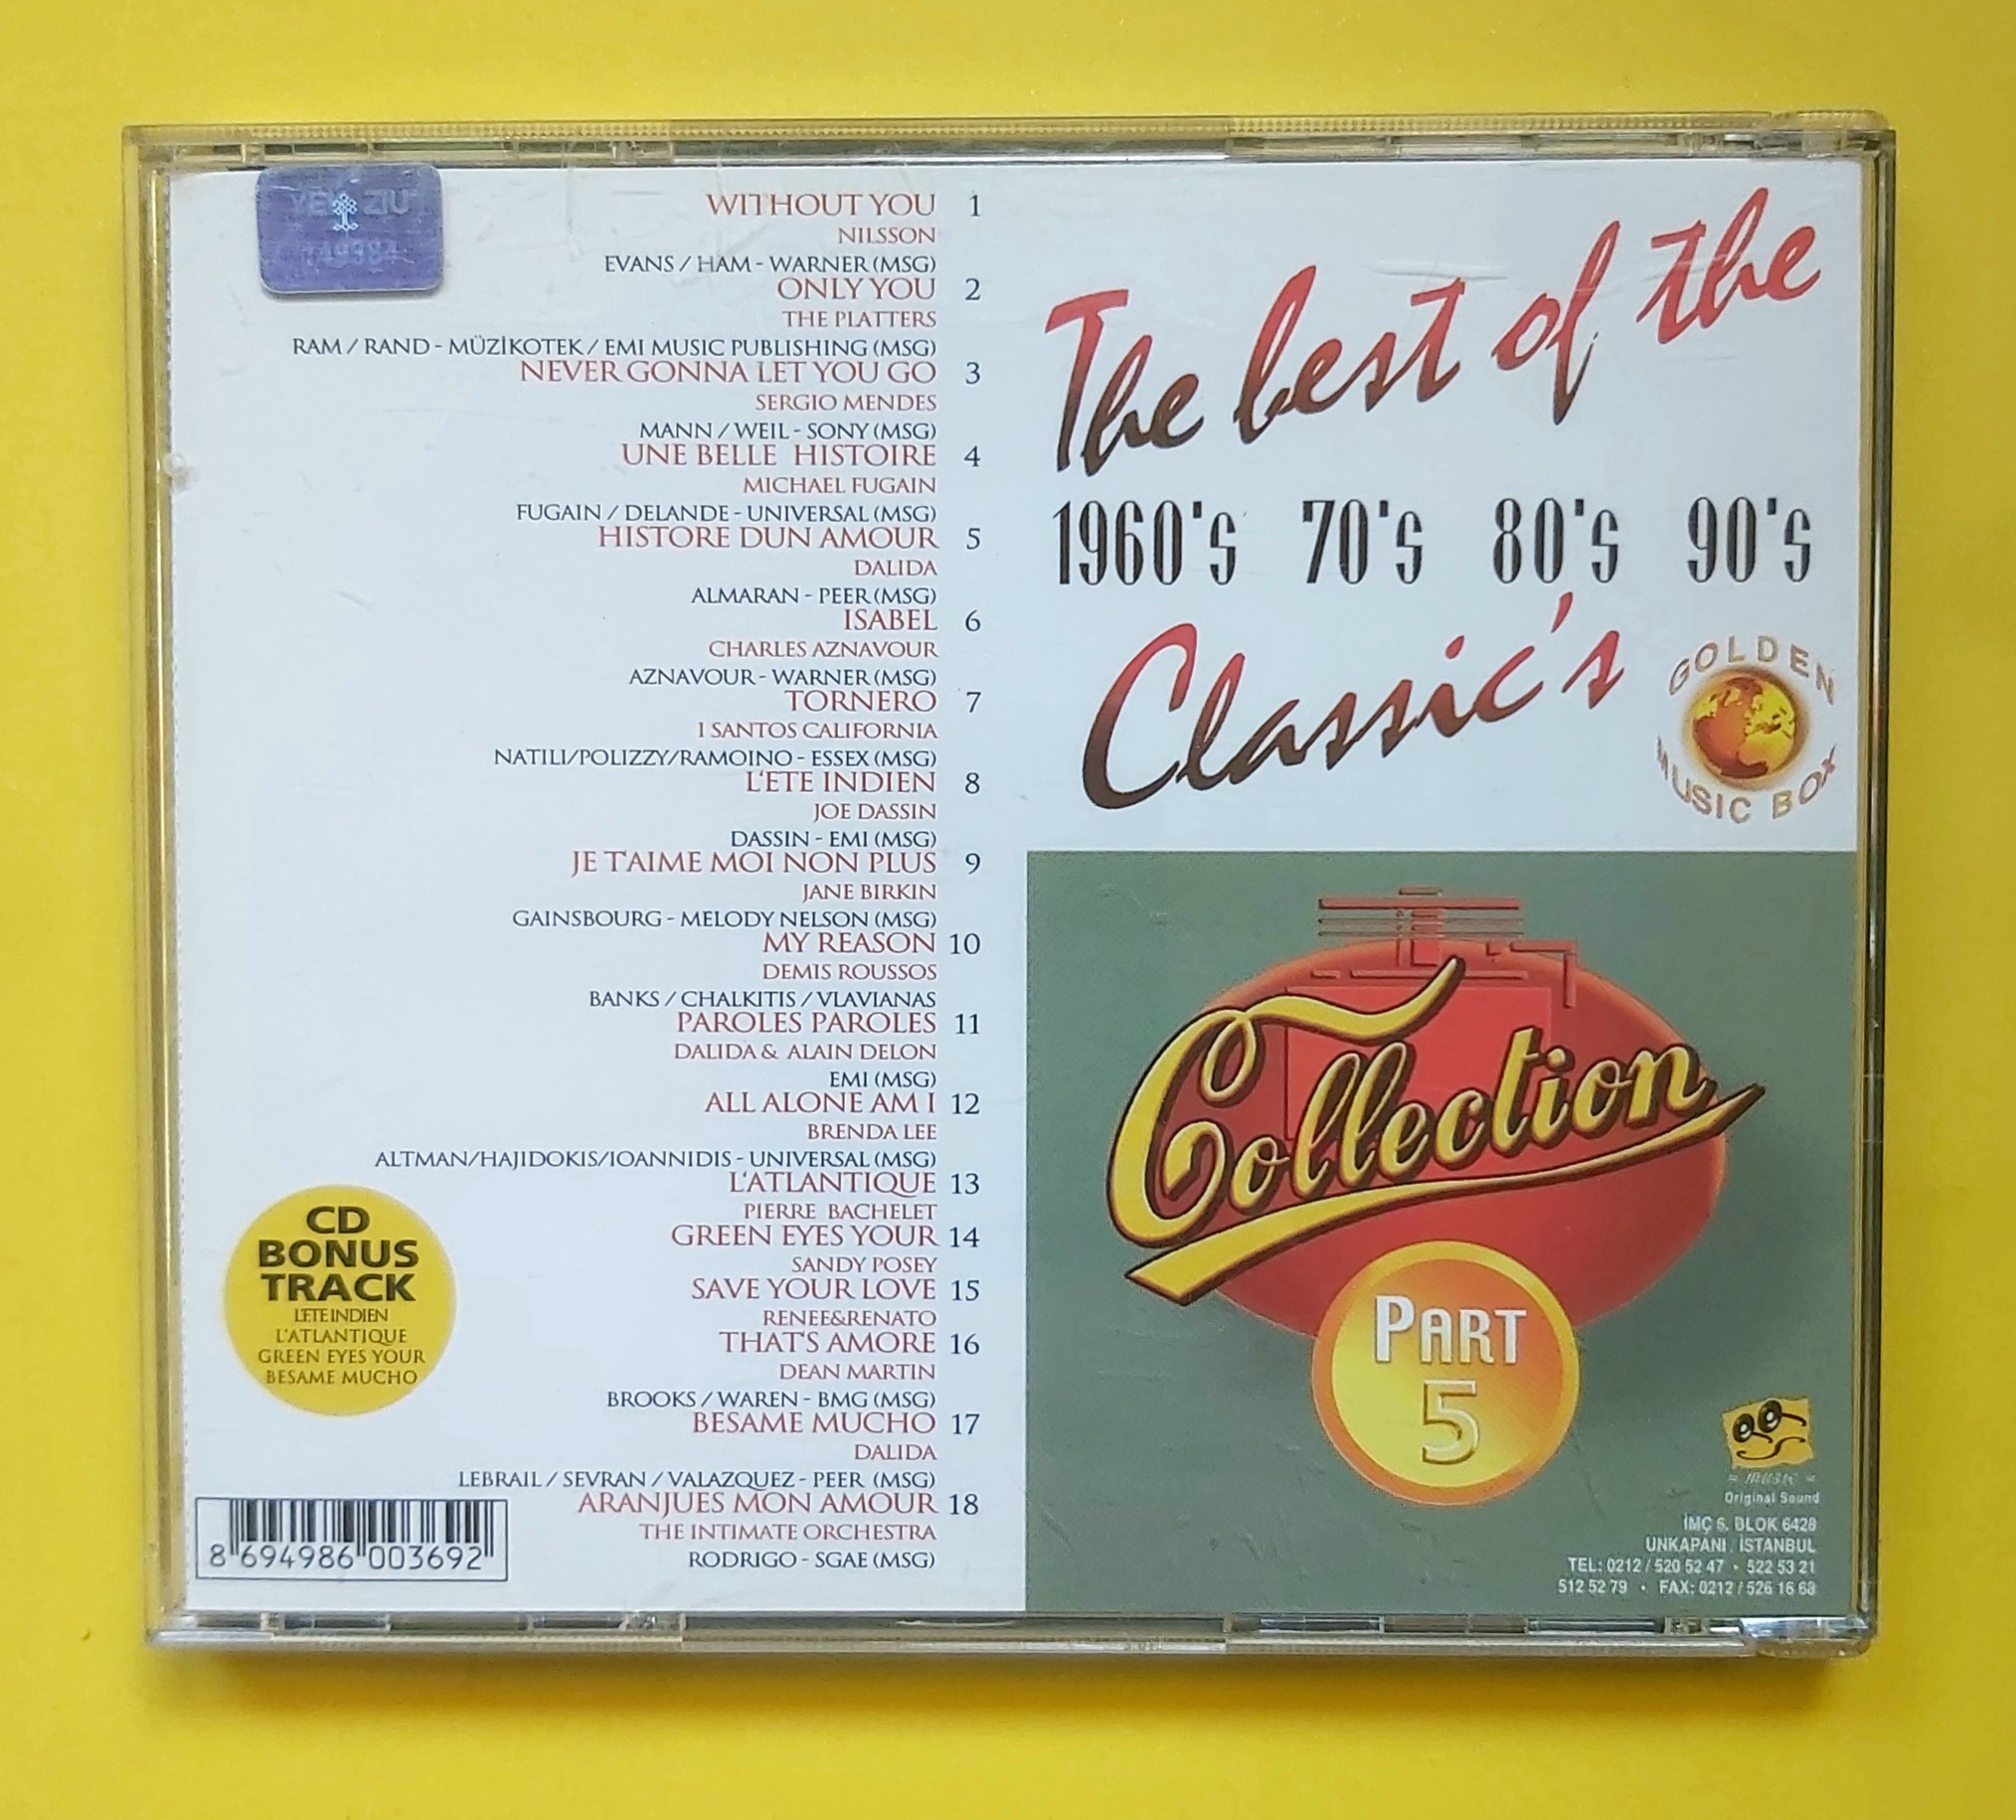 WITHOUT YOU 1
NILSSON
EVANS / HAM - WARNER (MSG)
ONLY YOU 2
THE PLATTERS
RAM / RAND - MÜZİKOTEK / EMI MUSIC PUBLISHING (MSG)
NEVER GONNA LET YOU GO 3
SERGIO MENDES
MANN / WEIL - SONY (MSG)
UNE BELLE HISTOIRE 4
MICHAEL FUGAIN
FUGAIN / DELANDE - UNIVERSAL (MSG)
HISTORE DUN AMOUR 5
DALIDA
ALMARAN - PEER (MSG)
ISABEL 6
CHARLES AZNAVOUR
AZNAVOUR - WARNER (MSG)
TORNERO 7
I SANTOS CALIFORNIA
NATILI/POLIZZY/RAMOINO - ESSEX (MSG)
L'ETE INDIEN 8
JOE DASSIN
DASSIN - EMI (MSG)
JE T'AIME MOI NON PLUS 9
JANE BIRKIN
GAINSBOURG - MELODY NELSON (MSG)
MY REASON 10
DEMIS ROUSSOS
BANKS / CHALKITIS / VLAVIANAS
PAROLES PAROLES 11
DALIDA & ALAIN DELON
EMI (MSG)
ALL ALONE AM I 12
BRENDA LEE
ALTMAN/HAJIDOKIS/IOANNIDIS - UNIVERSAL (MSG)
L'ATLANTIQUE 13
PIERRE BACHELET
GREEN EYES YOUR 14
SANDY POSEY
SAVE YOUR LOVE 15
RENEE&RENATO
THAT'S AMORE 16
DEAN MARTIN
BROOKS / WAREN - BMG (MSG)
BESAME MUCHO 17
DALIDA
LEBRAIL / SEVRAN / VALAZQUEZ - PEER (MSG)
ARANJUES MON AMOUR 18
THE INTIMATE ORCHESTRA
RODRIGO - SGAE (MSG)
CD
BONUS
TRACK
L'ETE INDIEN
L'ATLANTIQUE
GREEN EYES YOUR
BESAME MUCHO
8 694986 003692
The best of the
1960's 70's 80's 90's
Classic's
GOLDEN
MUSIC BOX
Collection
PART
5
MUSIC
Original Sound
İMÇ 6. BLOK 6428
UNKAPANI İSTANBUL
TEL: 0212 / 520 52 47 • 522 53 21
512 52 79 • FAX: 0212 / 526 16 68